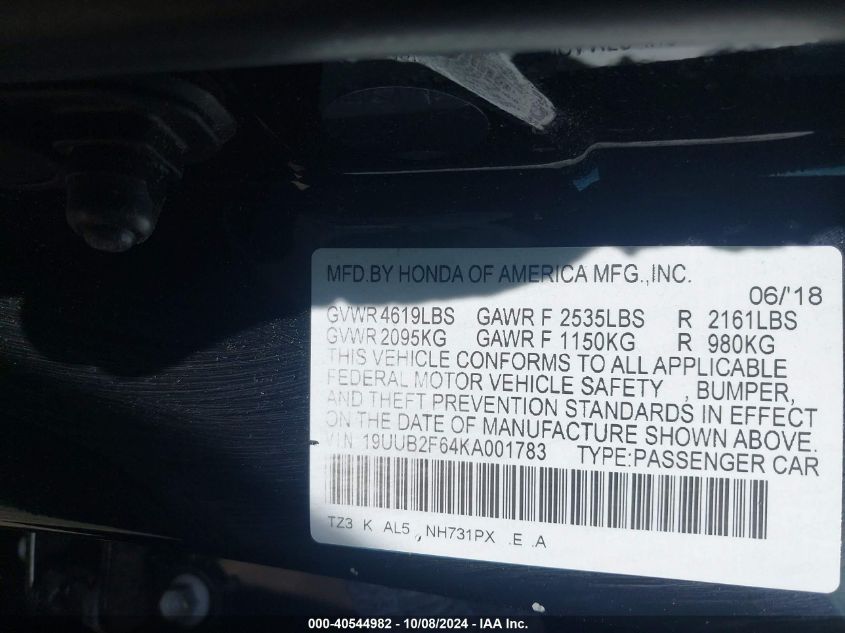 MFD.BY HONDA OF AMERICA MFG.,INC.
06/'18
GVWR 4619LBS GAWR F 2535LBS R 2161LBS
GVWR 2095KG GAWR F 1150KG R 980KG
THIS VEHICLE CONFORMS TO ALL APPLICABLE
FEDERAL MOTOR VEHICLE SAFETY , BUMPER,
AND THEFT PREVENTION STANDARDS IN EFFECT
ON THE DATE OF MANUFACTURE SHOWN ABOVE.
VIN 19UUB2F64KA001783 TYPE:PASSENGER CAR
TZ3 K AL5 , NH731PX .E .A
000-40544982 - 10/08/2024 - IAA Inc.